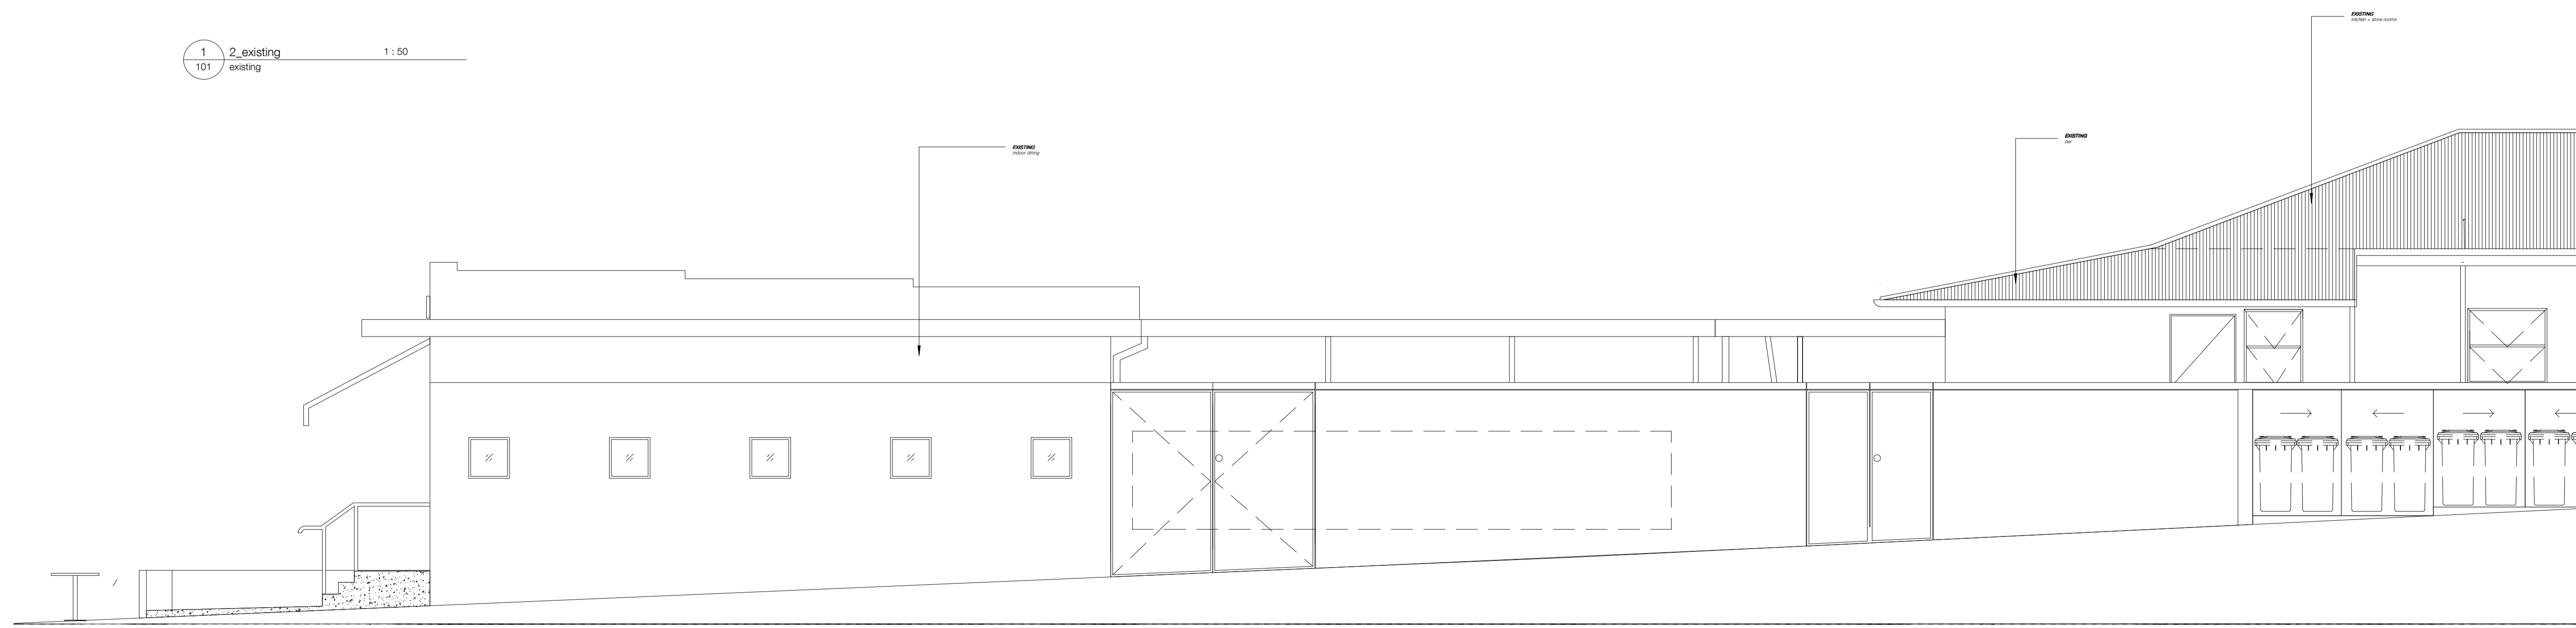 1
2_existing
1 : 50
101
existing
EXISTING
indoor dining
EXISTING
bar
EXISTING
kitchen + store rooms